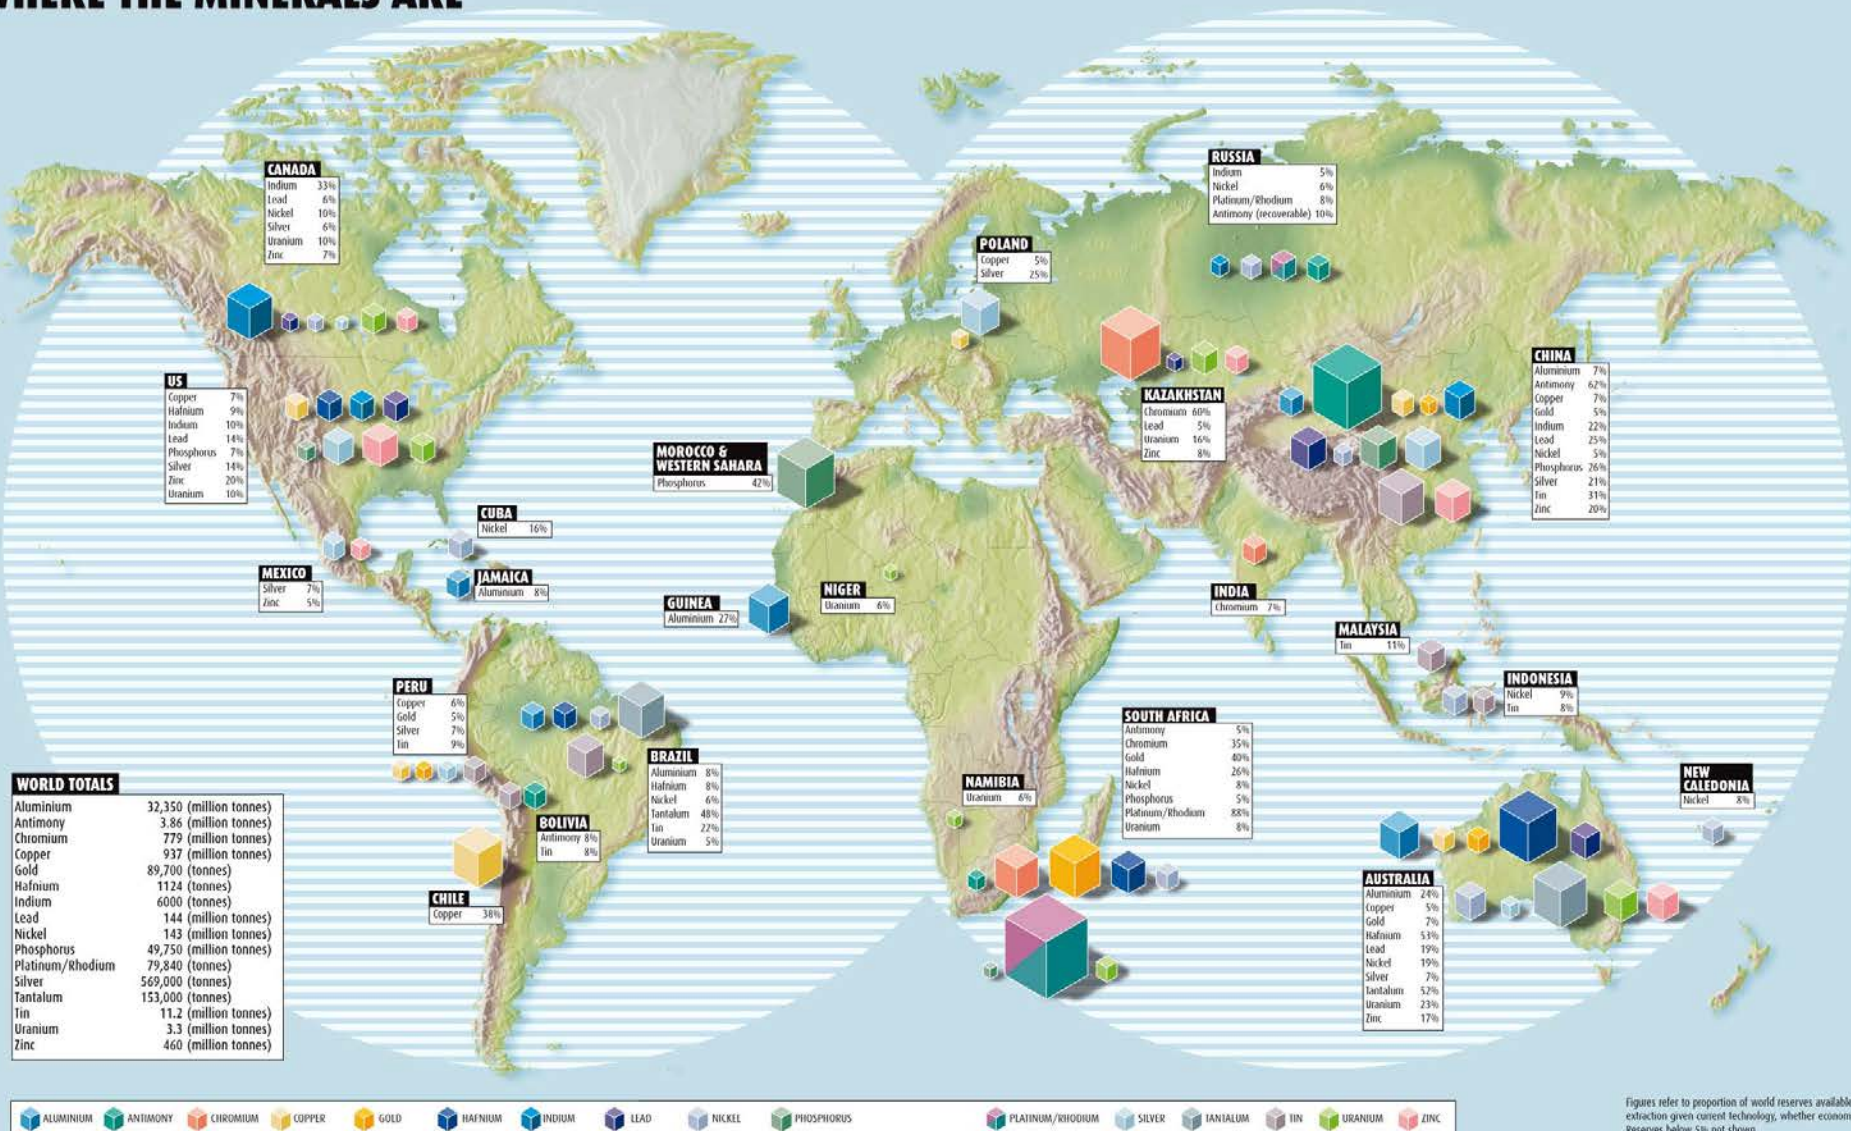 WHERE THE MINERALS ARE
CANADA
Indium 33%
Lead 6%
Nickel 10%
Silver 6%
Uranium 10%
Zinc 7%
RUSSIA
Indium 5%
Nickel 6%
Platinum/Rhodium 8%
Antimony (recoverable) 10%
POLAND
Copper 5%
Silver 25%
US
Copper 7%
Hafnium 9%
Indium 10%
Lead 14%
Phosphorus 7%
Silver 14%
Zinc 20%
Uranium 10%
KAZAKHSTAN
Chromium 60%
Lead 5%
Uranium 16%
Zinc 8%
CHINA
Aluminium 7%
Antimony 62%
Copper 7%
Gold 5%
Indium 22%
Lead 25%
Nickel 5%
Phosphorus 26%
Silver 21%
Tin 31%
Zinc 20%
MOROCCO &
WESTERN SAHARA
Phosphorus 42%
CUBA
Nickel 16%
MEXICO
Silver 7%
Zinc 5%
JAMAICA
Aluminium 8%
GUINEA
Aluminium 27%
NIGER
Uranium 6%
INDIA
Chromium 7%
MALAYSIA
Tin 11%
INDONESIA
Nickel 9%
Tin 8%
PERU
Copper 6%
Gold 5%
Silver 7%
Tin 9%
BRAZIL
Aluminium 8%
Hafnium 8%
Nickel 6%
Tantalum 48%
Tin 22%
Uranium 5%
BOLIVIA
Antimony 8%
Tin 8%
CHILE
Copper 38%
NAMIBIA
Uranium 6%
SOUTH AFRICA
Antimony 5%
Chromium 35%
Gold 40%
Hafnium 26%
Nickel 8%
Phosphorus 5%
Platinum/Rhodium 88%
Uranium 8%
NEW
CALEDONIA
Nickel 8%
AUSTRALIA
Aluminium 24%
Copper 5%
Gold 7%
Hafnium 53%
Lead 19%
Nickel 19%
Silver 7%
Tantalum 52%
Uranium 23%
Zinc 17%
WORLD TOTALS
Aluminium 32,350 (million tonnes)
Antimony 3.86 (million tonnes)
Chromium 779 (million tonnes)
Copper 937 (million tonnes)
Gold 89,700 (tonnes)
Hafnium 1124 (tonnes)
Indium 6000 (tonnes)
Lead 144 (million tonnes)
Nickel 143 (million tonnes)
Phosphorus 49,750 (million tonnes)
Platinum/Rhodium 79,840 (tonnes)
Silver 569,000 (tonnes)
Tantalum 153,000 (tonnes)
Tin 11.2 (million tonnes)
Uranium 3.3 (million tonnes)
Zinc 460 (million tonnes)
ALUMINIUM ANTIMONY CHROMIUM COPPER GOLD HAFNIUM INDIUM LEAD NICKEL PHOSPHORUS PLATINUM/RHODIUM SILVER TANTALUM TIN URANIUM ZINC
Figures refer to proportion of world reserves available
extraction given current technology, whether econom
Reserves below 5% not shown